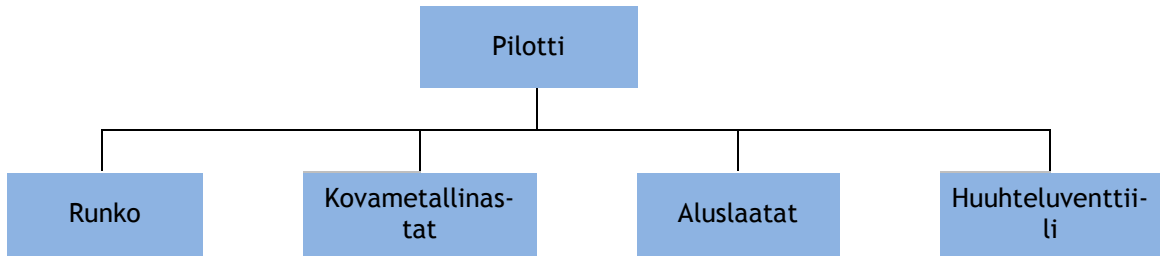 Pilotti
Runko
Kovametallinas-
tat
Aluslaatat
Huuhteluventtii-
li